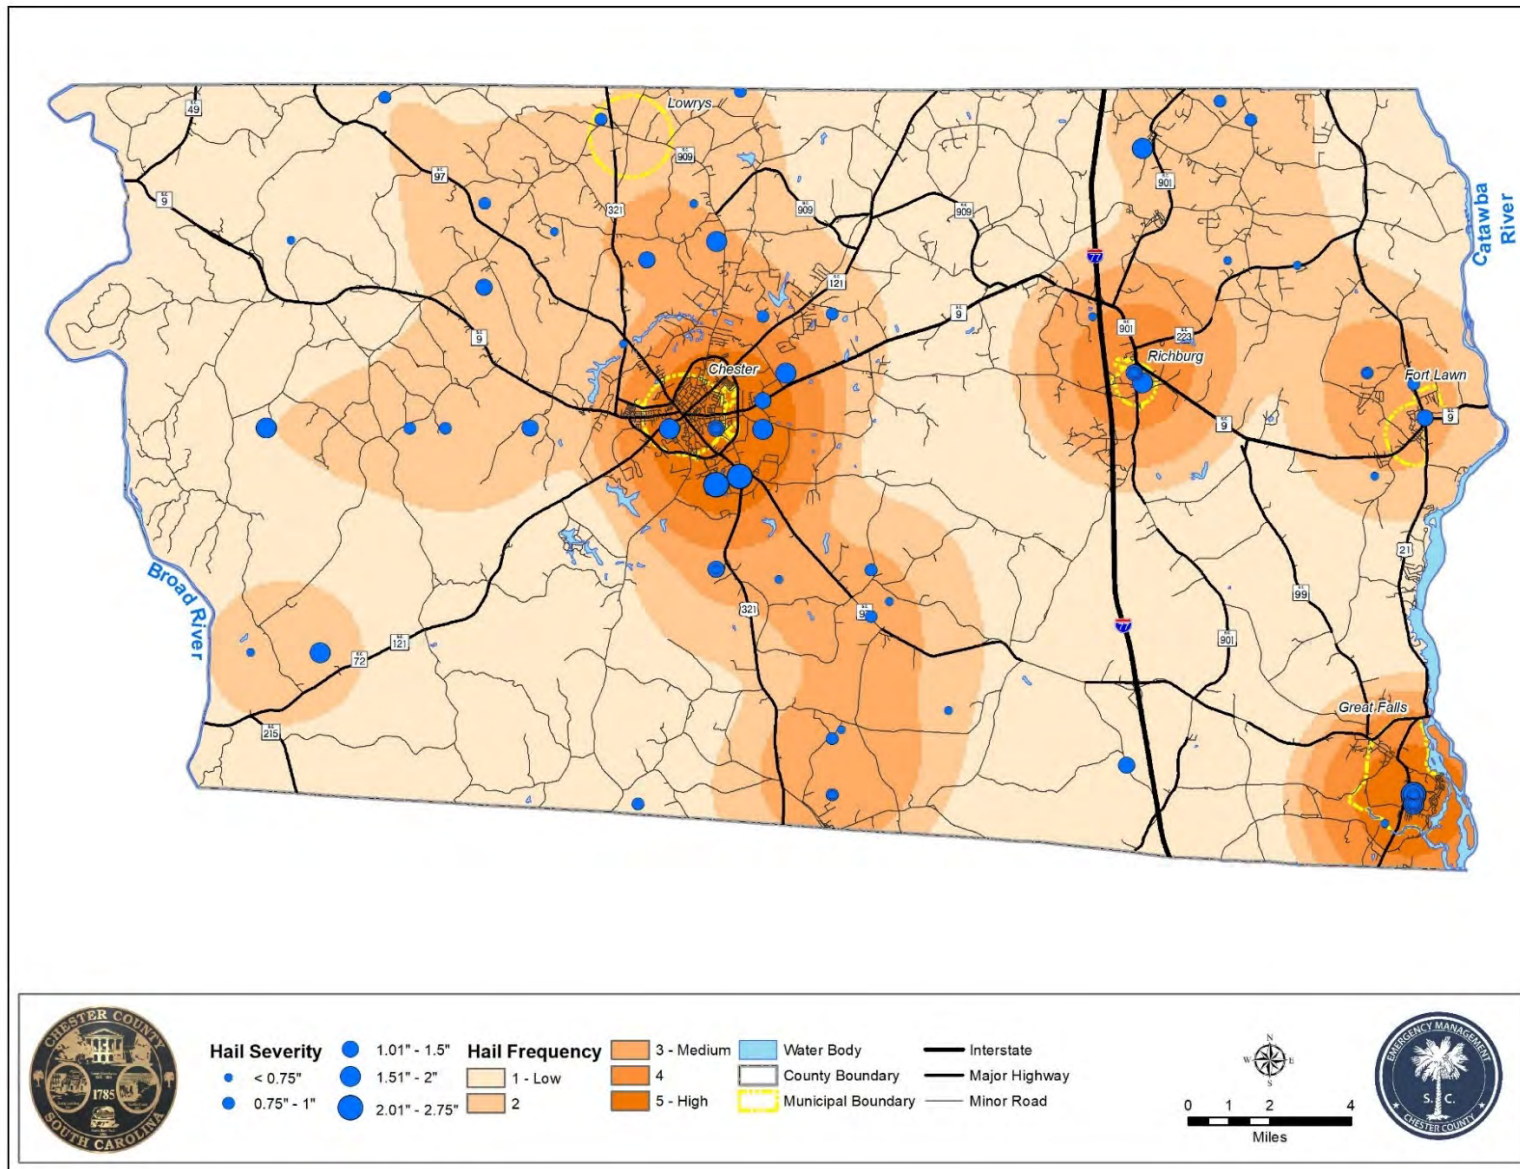 Lowrys
49
S.C. 909
S.C. 97
S.C. 9
321
S.C. 901
S.C. 909
S.C. 909
Catawba
River
77
S.C. 121
S.C. 9
S.C. 901
S.C. 223
S.C. 9
Richburg
Chester
Fort Lawn
S.C. 9
S.C. 9
21
Broad River
321
S.C. 97
S.C. 99
77
S.C. 901
S.C. 121
S.C. 72
Great Falls
S.C. 215
CHESTER COUNTY
1785
SOUTH CAROLINA
Hail Severity
< 0.75"
0.75" - 1"
1.01" - 1.5"
1.51" - 2"
2.01" - 2.75"
Hail Frequency
1 - Low
2
3 - Medium
4
5 - High
Water Body
County Boundary
Municipal Boundary
Interstate
Major Highway
Minor Road
N
W
E
S
0 1 2 4
Miles
EMERGENCY MANAGEMENT
S. C.
CHESTER COUNTY